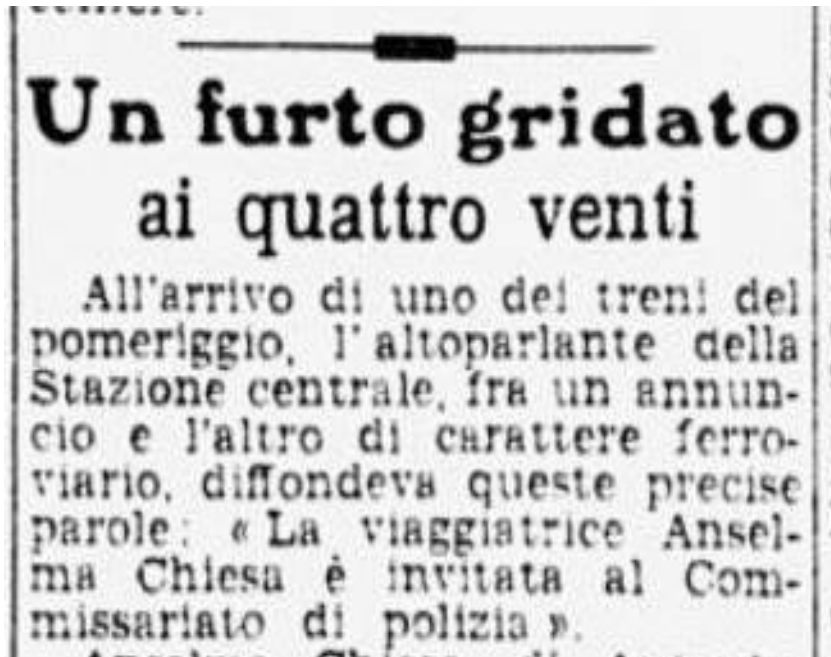 Un furto gridato
ai quattro venti
All'arrivo di uno dei treni del
pomeriggio, l'altoparlante della
Stazione centrale, fra un annun-
cio e l'altro di carattere ferro-
viario, diffondeva queste precise
parole: « La viaggiatrice Ansel-
ma Chiesa è invitata al Com-
missariato di polizia ».